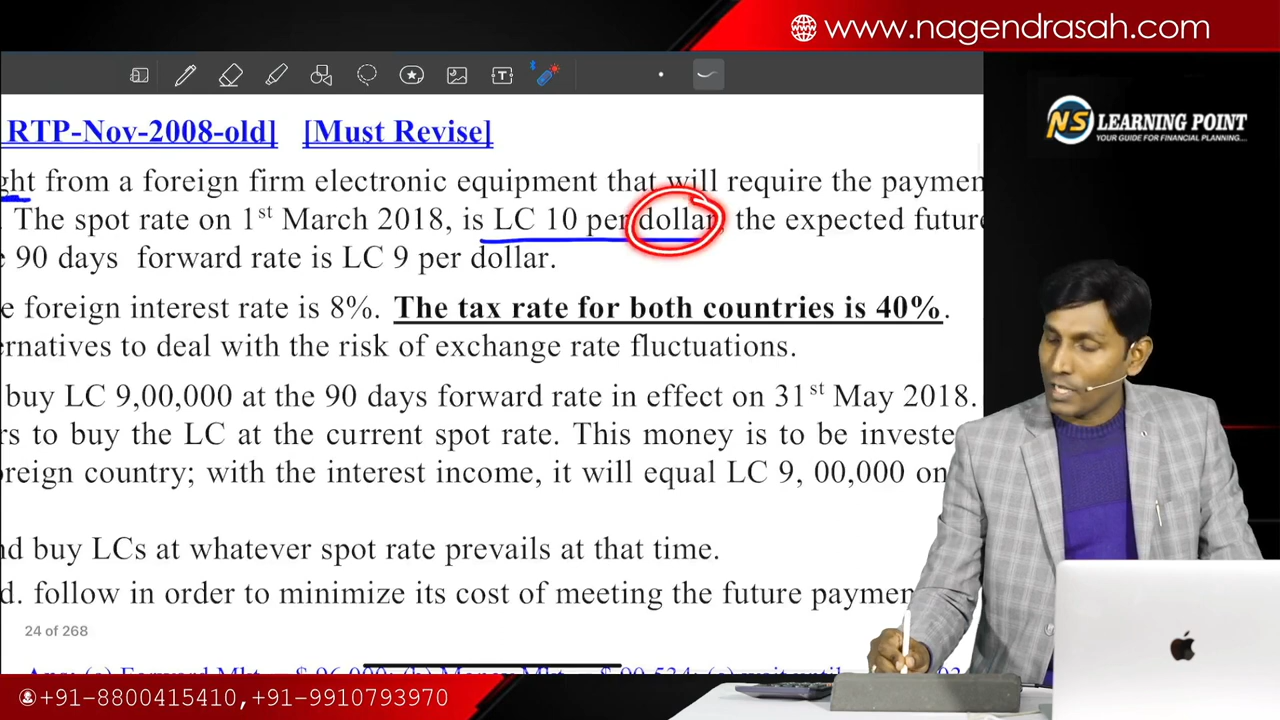 www.nagendrasah.com
NS LEARNING POINT
YOUR GUIDE FOR FINANCIAL PLANNING....
RTP-Nov-2008-old] [Must Revise]
ght from a foreign firm electronic equipment that will require the paymen
. The spot rate on 1st March 2018, is LC 10 per dollar, the expected future
e 90 days forward rate is LC 9 per dollar.
e foreign interest rate is 8%. The tax rate for both countries is 40%.
ernatives to deal with the risk of exchange rate fluctuations.
buy LC 9,00,000 at the 90 days forward rate in effect on 31st May 2018.
rs to buy the LC at the current spot rate. This money is to be investe
oreign country; with the interest income, it will equal LC 9, 00,000 on
nd buy LCs at whatever spot rate prevails at that time.
d. follow in order to minimize its cost of meeting the future paymen
24 of 268
+91-8800415410,+91-9910793970